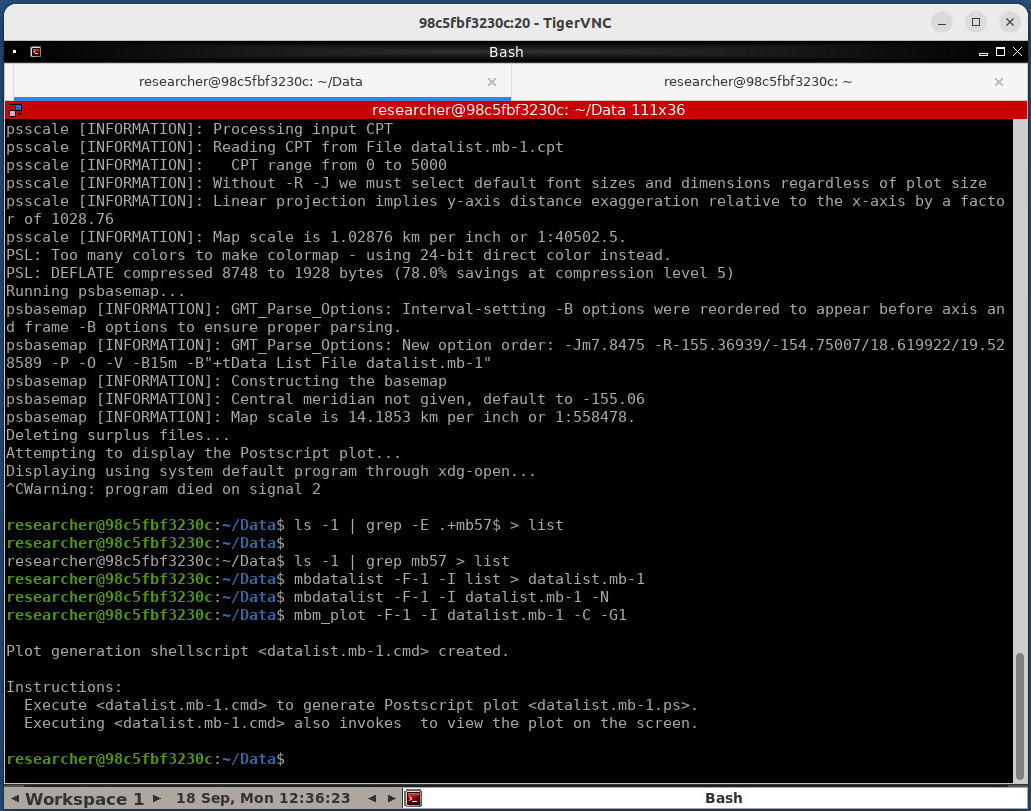 98c5fbf3230c:20 - TigerVNC
Bash
researcher@98c5fbf3230c: ~/Data
researcher@98c5fbf3230c: ~
researcher@98c5fbf3230c: ~/Data 111x36
psscale [INFORMATION]: Processing input CPT
psscale [INFORMATION]: Reading CPT from File datalist.mb-1.cpt
psscale [INFORMATION]:   CPT range from 0 to 5000
psscale [INFORMATION]: Without -R -J we must select default font sizes and dimensions regardless of plot size
psscale [INFORMATION]: Linear projection implies y-axis distance exaggeration relative to the x-axis by a facto
r of 1028.76
psscale [INFORMATION]: Map scale is 1.02876 km per inch or 1:40502.5.
PSL: Too many colors to make colormap - using 24-bit direct color instead.
PSL: DEFLATE compressed 8748 to 1928 bytes (78.0% savings at compression level 5)
Running psbasemap...
psbasemap [INFORMATION]: GMT_Parse_Options: Interval-setting -B options were reordered to appear before axis an
d frame -B options to ensure proper parsing.
psbasemap [INFORMATION]: GMT_Parse_Options: New option order: -Jm7.8475 -R-155.36939/-154.75007/18.619922/19.52
8589 -P -O -V -B15m -B"+tData List File datalist.mb-1"
psbasemap [INFORMATION]: Constructing the basemap
psbasemap [INFORMATION]: Central meridian not given, default to -155.06
psbasemap [INFORMATION]: Map scale is 14.1853 km per inch or 1:558478.
Deleting surplus files...
Attempting to display the Postscript plot...
Displaying using system default program through xdg-open...
^CWarning: program died on signal 2
researcher@98c5fbf3230c:~/Data$ ls -1 | grep -E .+mb57$ > list
researcher@98c5fbf3230c:~/Data$
researcher@98c5fbf3230c:~/Data$ ls -1 | grep mb57 > list
researcher@98c5fbf3230c:~/Data$ mbdatalist -F-1 -I list > datalist.mb-1
researcher@98c5fbf3230c:~/Data$ mbdatalist -F-1 -I datalist.mb-1 -N
researcher@98c5fbf3230c:~/Data$ mbm_plot -F-1 -I datalist.mb-1 -C -G1
Plot generation shellscript <datalist.mb-1.cmd> created.
Instructions:
  Execute <datalist.mb-1.cmd> to generate Postscript plot <datalist.mb-1.ps>.
  Executing <datalist.mb-1.cmd> also invokes  to view the plot on the screen.
researcher@98c5fbf3230c:~/Data$
Workspace 1 18 Sep, Mon 12:36:23 Bash